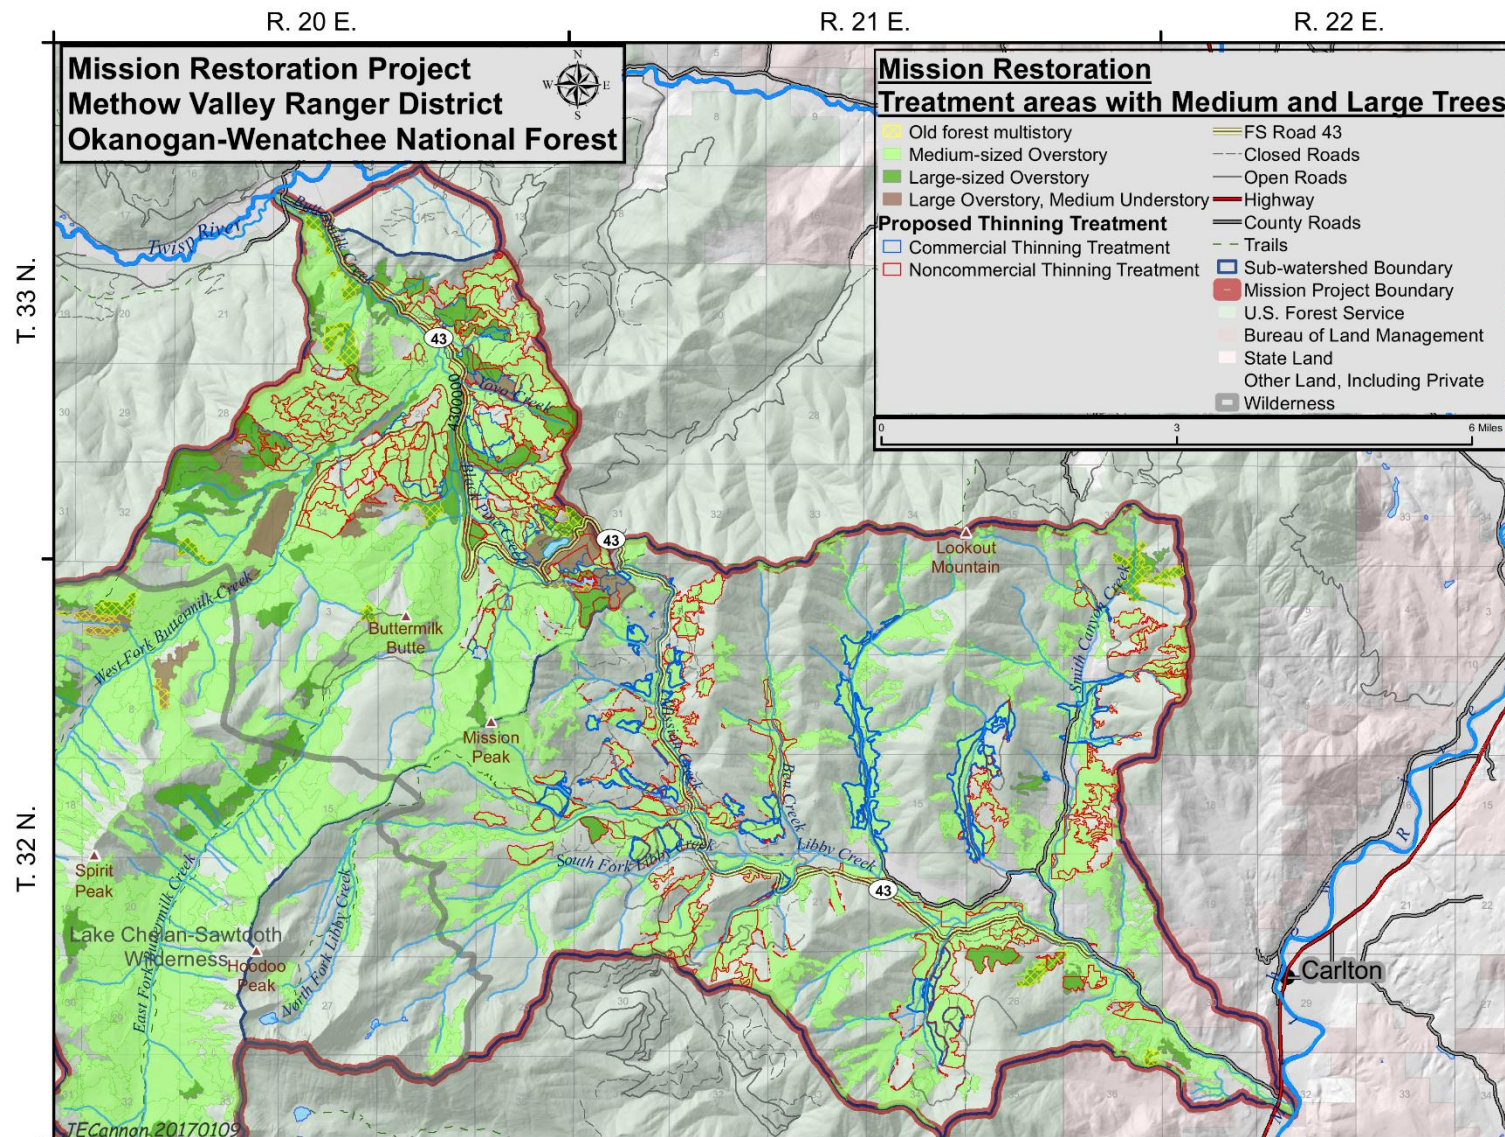 R. 20 E.
R. 21 E.
R. 22 E.
Mission Restoration Project
Methow Valley Ranger District
Okanogan-Wenatchee National Forest
N
W E
S
Mission Restoration
Treatment areas with Medium and Large Trees
Old forest multistory
Medium-sized Overstory
Large-sized Overstory
Large Overstory, Medium Understory
Proposed Thinning Treatment
Commercial Thinning Treatment
Noncommercial Thinning Treatment
FS Road 43
Closed Roads
Open Roads
Highway
County Roads
Trails
Sub-watershed Boundary
Mission Project Boundary
U.S. Forest Service
Bureau of Land Management
State Land
Other Land, Including Private
Wilderness
0 3 6 Miles
T. 33 N.
T. 32 N.
Twisp River
Buttermilk Creek
43
4300000
Black Pine Creek
43
Lookout
Mountain
West Fork Buttermilk Creek
Buttermilk
Butte
Smith Canyon Creek
Mission
Peak
Mission Creek
Libby Creek
South Fork Libby Creek
43
Spirit
Peak
East Fork Buttermilk Creek
Lake Chelan-Sawtooth
Wilderness
Hoodoo
Peak
North Fork Libby Creek
Carlton
TECannon 20170109